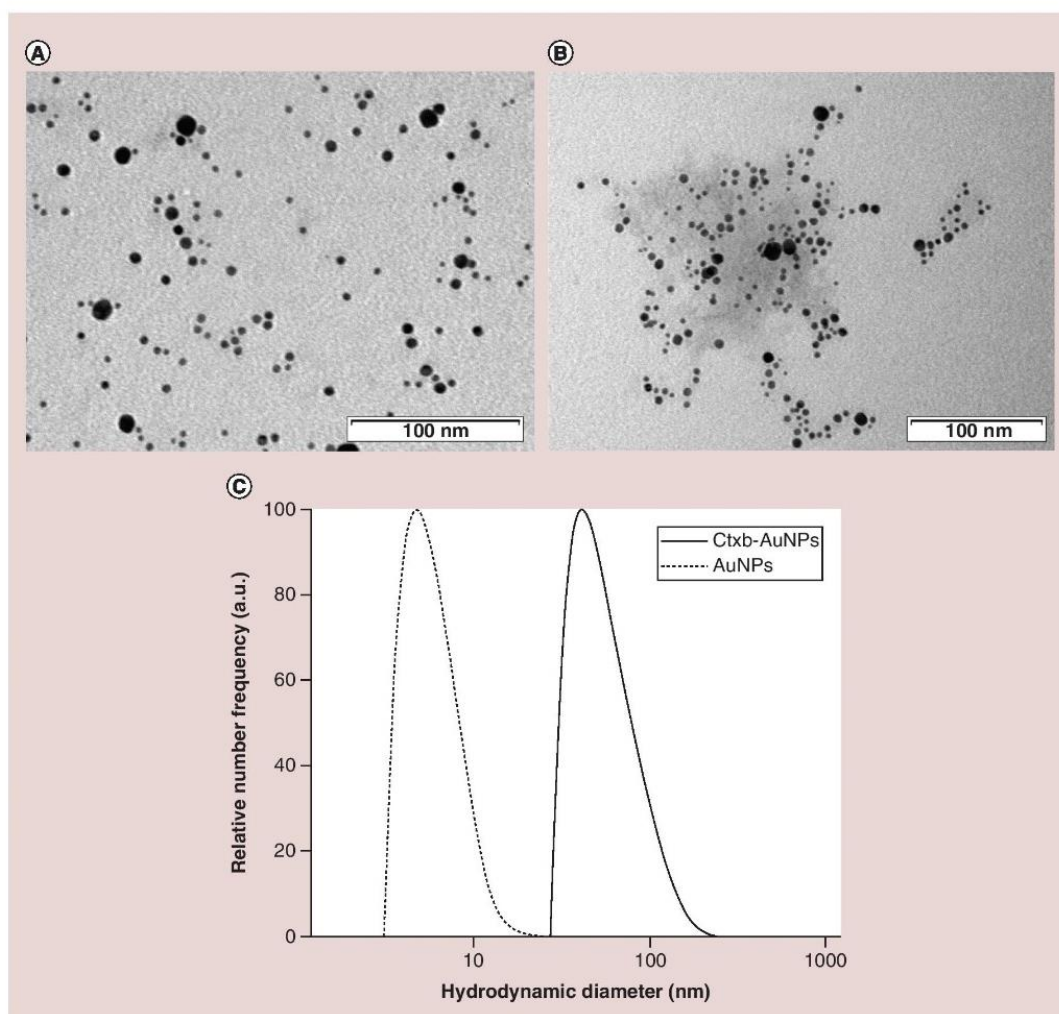 A
B
100 nm
100 nm
C
100
80
60
40
20
0
Relative number frequency (a.u.)
Ctxb-AuNPs
AuNPs
10
100
1000
Hydrodynamic diameter (nm)